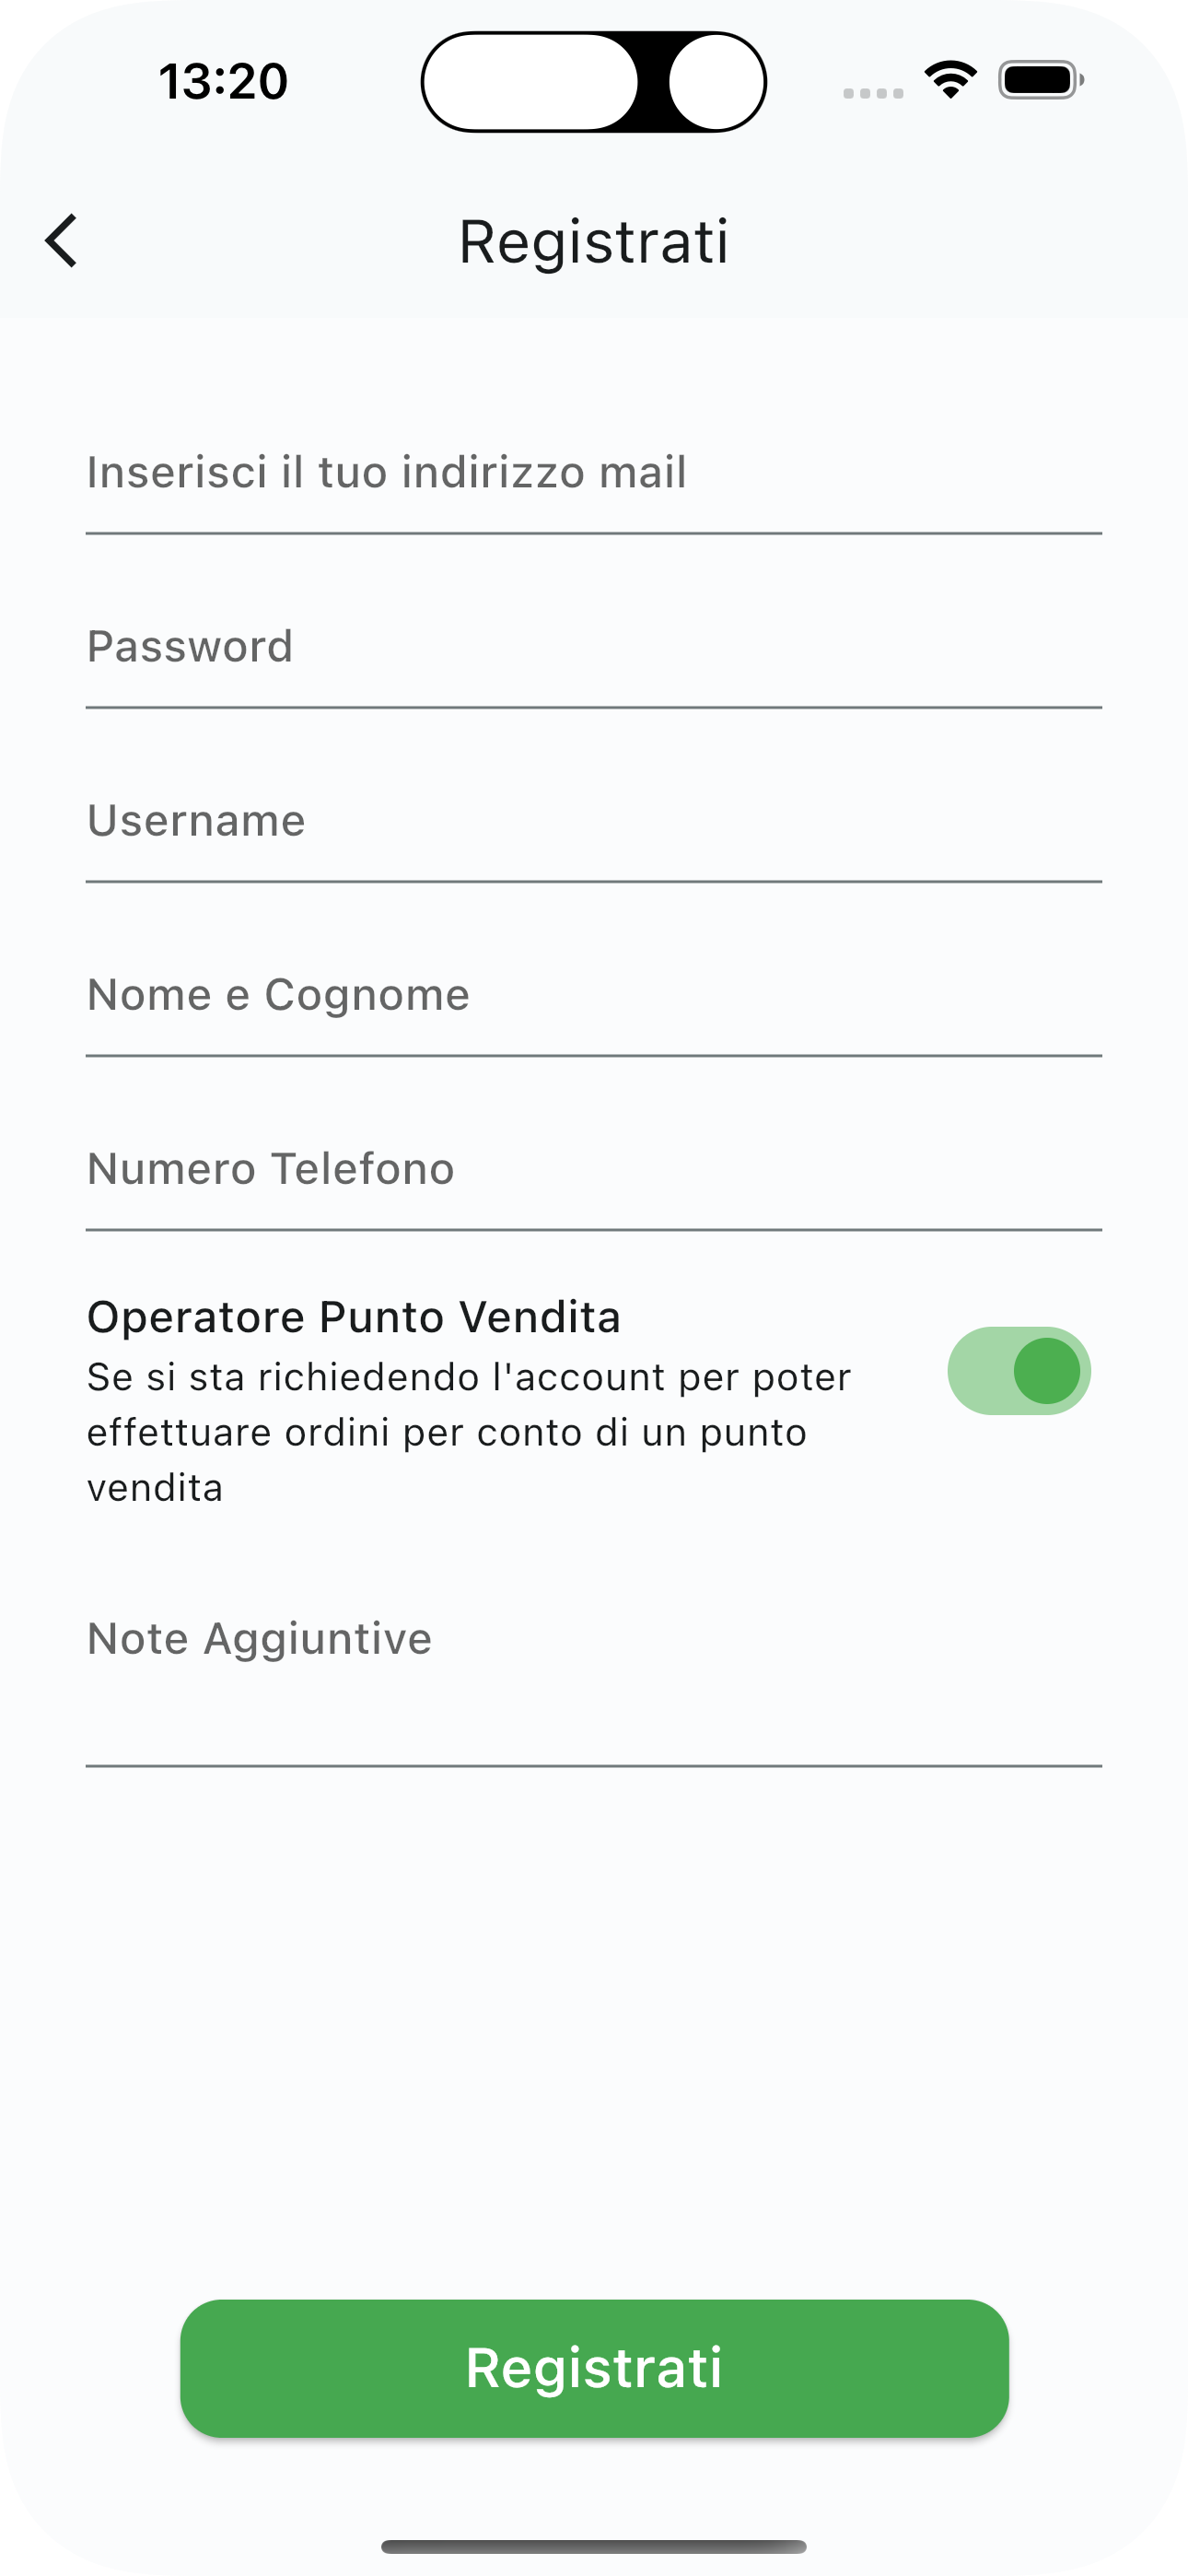 13:20
Registrati
Inserisci il tuo indirizzo mail
Password
Username
Nome e Cognome
Numero Telefono
Operatore Punto Vendita
Se si sta richiedendo l'account per poter
effettuare ordini per conto di un punto
vendita
Note Aggiuntive
Registrati